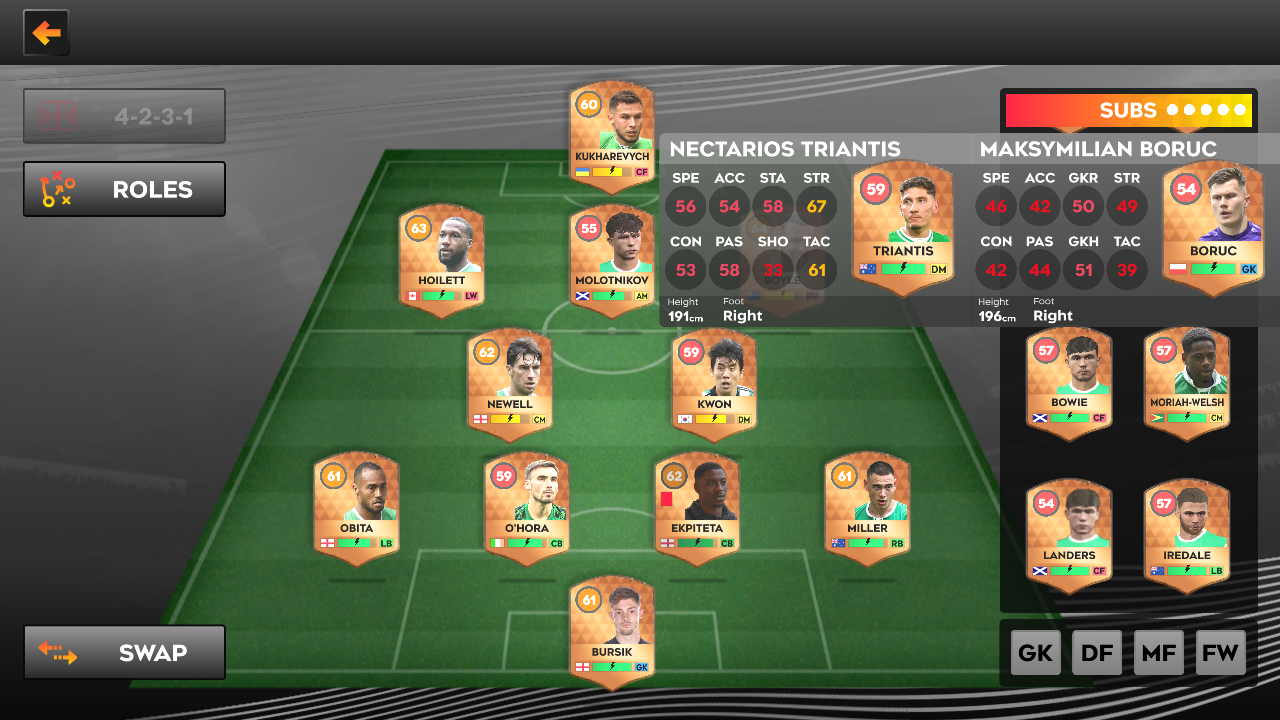 4-2-3-1
ROLES
SWAP
60
KUKHAREVYCH
CF
63
HOILETT
LW
55
MOLOTNIKOV
AM
BOYLE
RW
62
NEWELL
CM
59
KWON
DM
61
OBITA
LB
59
O'HORA
CB
62
EKPITETA
CB
61
MILLER
RB
61
BURSIK
GK
SUBS
NECTARIOS TRIANTIS
SPE ACC STA STR
56 54 58 67
CON PAS SHO TAC
53 58 33 61
Height Foot
191cm Right
59
TRIANTIS
DM
MAKSYMILIAN BORUC
SPE ACC GKR STR
46 42 50 49
CON PAS GKH TAC
42 44 51 39
Height Foot
196cm Right
54
BORUC
GK
57
BOWIE
CF
57
MORIAH-WELSH
CM
54
LANDERS
CF
57
IREDALE
LB
GK DF MF FW